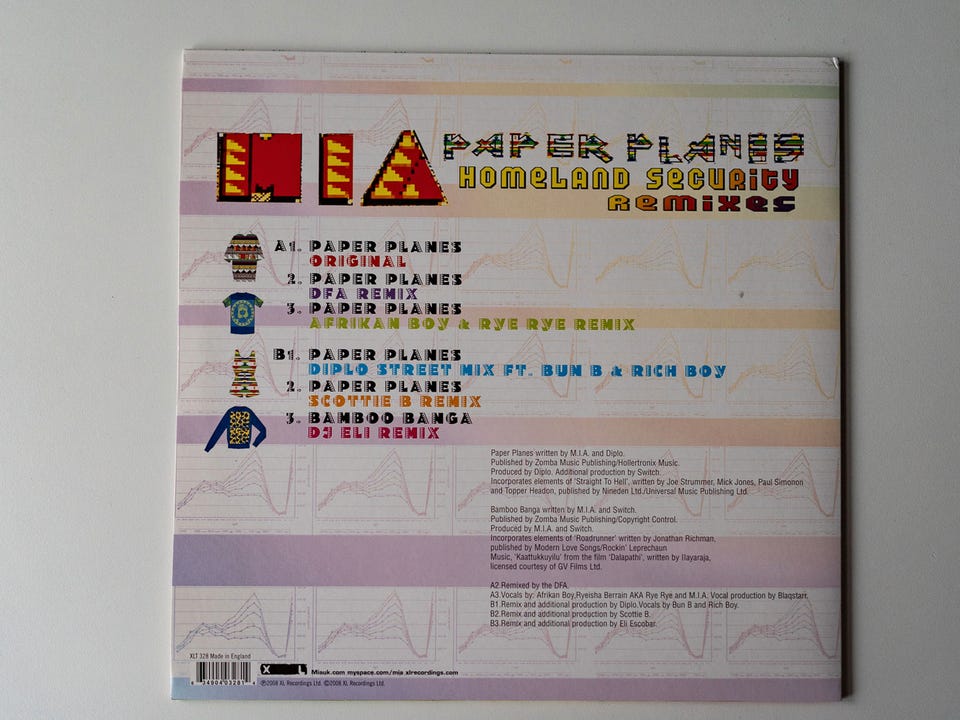 MIA PAPER PLANES
HOMELAND SECURITY
REMIXES
A1. PAPER PLANES
ORIGINAL
2. PAPER PLANES
DFA REMIX
3. PAPER PLANES
AFRIKAN BOY & RYE RYE REMIX
B1. PAPER PLANES
DIPLO STREET MIX FT. BUN B & RICH BOY
2. PAPER PLANES
SCOTTIE B REMIX
3. BAMBOO BANGA
DJ ELI REMIX
Paper Planes written by M.I.A. and Diplo.
Published by Zomba Music Publishing/Hollertronix Music.
Produced by Diplo. Additional production by Switch.
Incorporates elements of 'Straight To Hell', written by Joe Strummer, Mick Jones, Paul Simonon
and Topper Headon, published by Nineden Ltd./Universal Music Publishing Ltd.
Bamboo Banga written by M.I.A. and Switch.
Published by Zomba Music Publishing/Copyright Control.
Produced by M.I.A. and Switch.
Incorporates elements of 'Roadrunner' written by Jonathan Richman,
published by Modern Love Songs/Rockin' Leprechaun
Music, 'Kaattukkuyilu' from the film 'Dalapathi', written by Ilayaraja,
licensed courtesy of GV Films Ltd.
A2.Remixed by the DFA.
A3.Vocals by: Afrikan Boy,Ryeisha Berrain AKA Rye Rye and M.I.A. Vocal production by Blaqstarr.
B1.Remix and additional production by Diplo.Vocals by Bun B and Rich Boy.
B2.Remix and additional production by Scottie B.
B3.Remix and additional production by Eli Escobar.
XLT 328 Made in England
XL Miauk.com myspace.com/mia xlrecordings.com
6 34904 03281 4 ℗2008 XL Recordings Ltd. ©2008 XL Recordings Ltd.